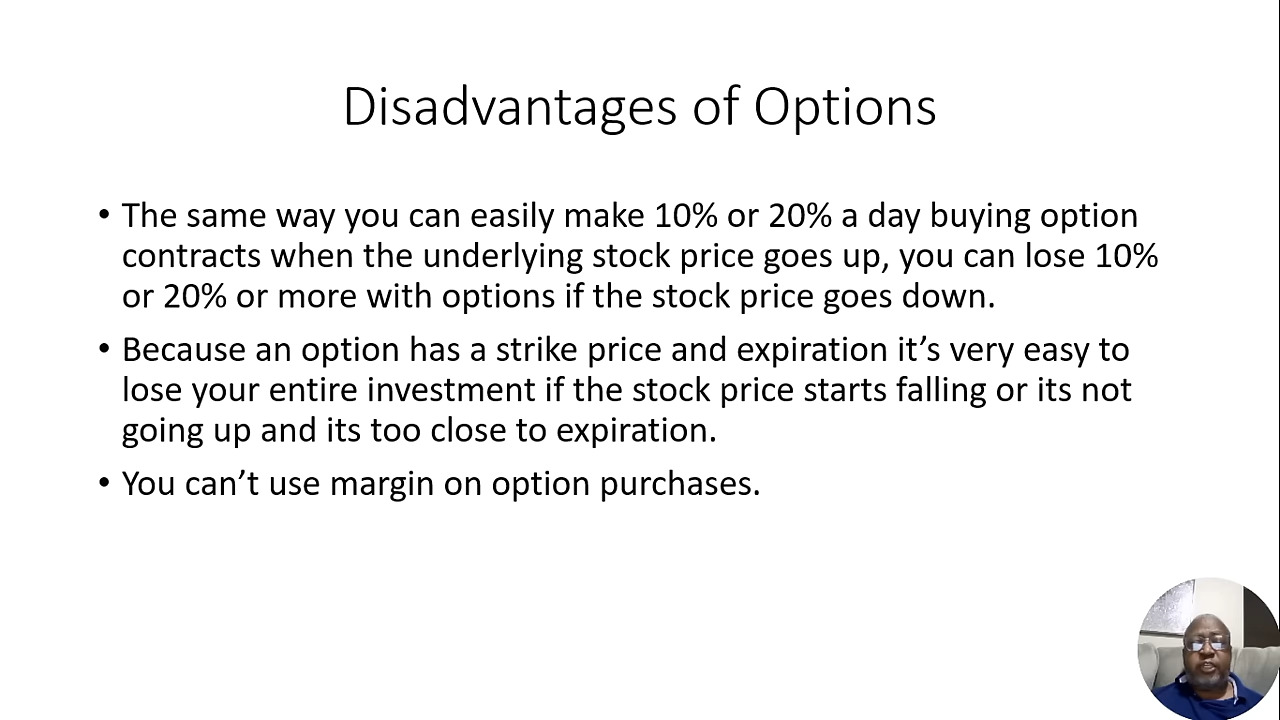 Disadvantages of Options
• The same way you can easily make 10% or 20% a day buying option
contracts when the underlying stock price goes up, you can lose 10%
or 20% or more with options if the stock price goes down.
• Because an option has a strike price and expiration it’s very easy to
lose your entire investment if the stock price starts falling or its not
going up and its too close to expiration.
• You can’t use margin on option purchases.